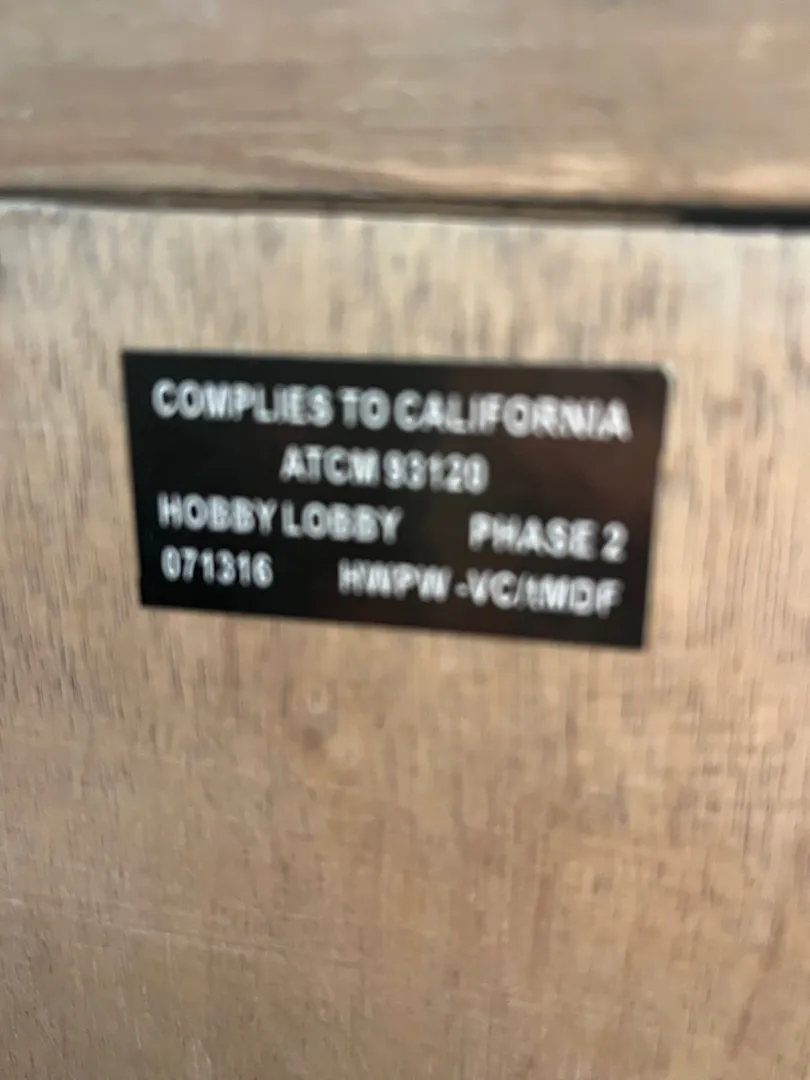 COMPLIES TO CALIFORNIA
ATCM 93120
HOBBY LOBBY PHASE 2
071316 HWPW-VC/tMDF